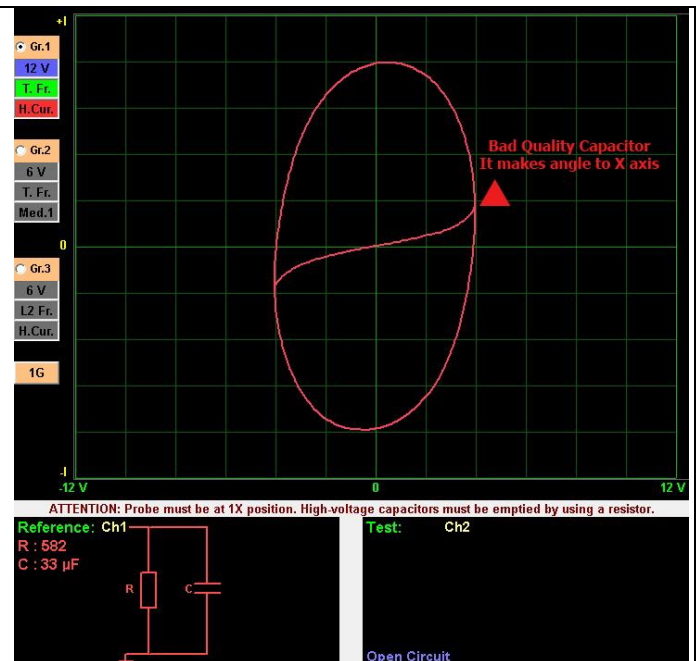 +I
Gr.1
12 V
T. Fr.
H.Cur.
Gr.2
6 V
T. Fr.
Med.1
0
Gr.3
6 V
L2 Fr.
H.Cur.
1G
Bad Quality Capacitor
It makes angle to X axis
-I
-12 V
0
12 V
ATTENTION: Probe must be at 1X position. High-voltage capacitors must be emptied by using a resistor.
Reference: Ch1
R : 582
C : 33 µF
R
C
Test: Ch2
Open Circuit